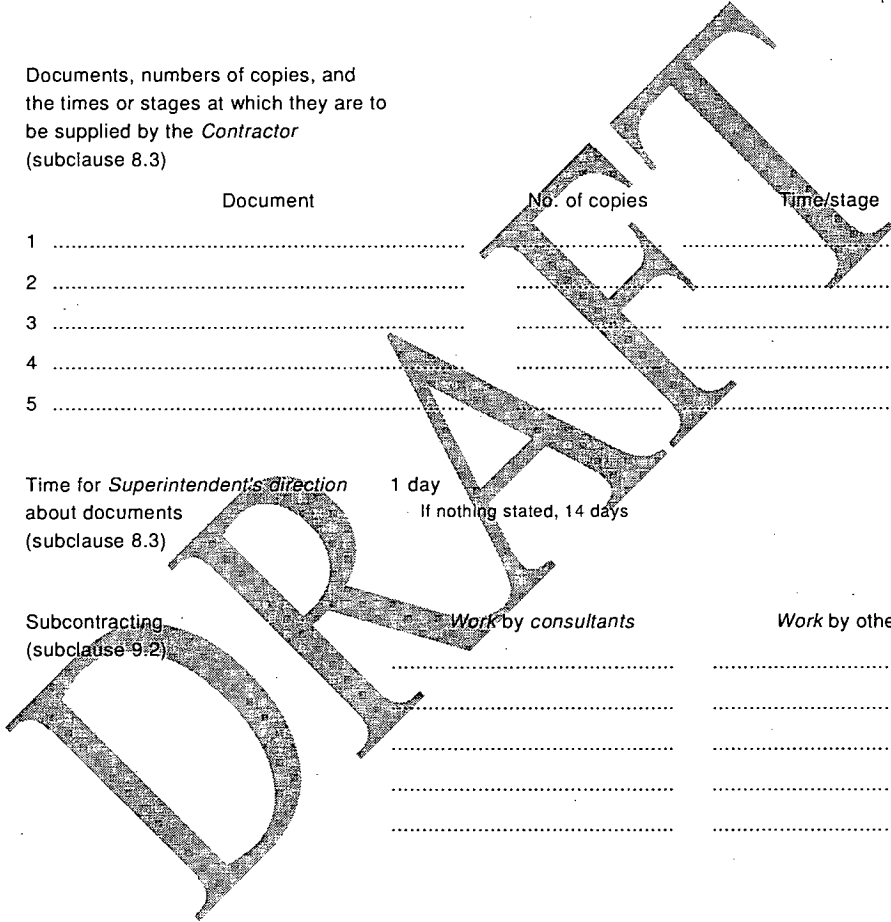 Documents, numbers of copies, and
the times or stages at which they are to
be supplied by the Contractor
(subclause 8.3)
Document No. of copies Time/stage
1 ........................................
2 ........................................
3 ........................................
4 ........................................
5 ........................................
Time for Superintendent's direction 1 day
about documents If nothing stated, 14 days
(subclause 8.3)
Subcontracting Work by consultants Work by othe
(subclause 9.2)
DRAFT